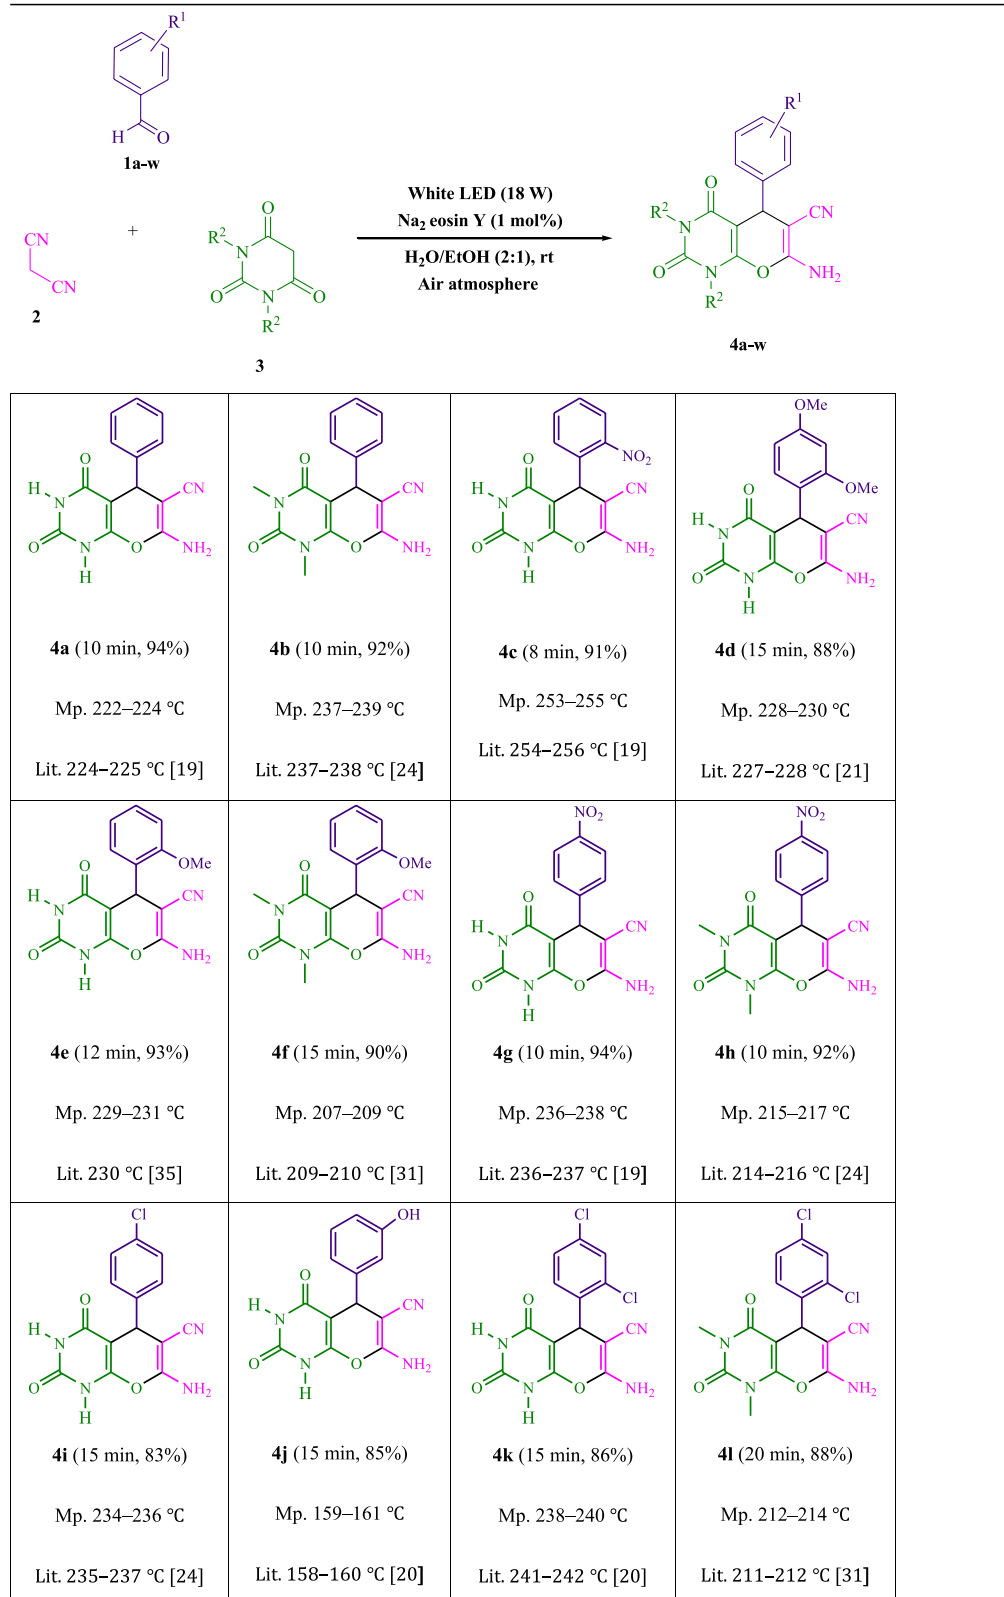 R¹
H
O
1a-w
CN
CN
2
+
O
R²
N
O
N
O
R²
3
White LED (18 W)
Na₂ eosin Y (1 mol%)
H₂O/EtOH (2:1), rt
Air atmosphere
R¹
O
R²
N
CN
O
N
O
NH₂
R²
4a-w
O
H
N
CN
O
N
O
NH₂
H
4a (10 min, 94%)
Mp. 222–224 °C
Lit. 224–225 °C [19]
O
N
CN
O
N
O
NH₂
4b (10 min, 92%)
Mp. 237–239 °C
Lit. 237–238 °C [24]
NO₂
O
H
N
CN
O
N
O
NH₂
H
4c (8 min, 91%)
Mp. 253–255 °C
Lit. 254–256 °C [19]
OMe
OMe
O
H
N
CN
O
N
O
NH₂
H
4d (15 min, 88%)
Mp. 228–230 °C
Lit. 227–228 °C [21]
OMe
O
H
N
CN
O
N
O
NH₂
H
4e (12 min, 93%)
Mp. 229–231 °C
Lit. 230 °C [35]
OMe
O
N
CN
O
N
O
NH₂
4f (15 min, 90%)
Mp. 207–209 °C
Lit. 209–210 °C [31]
NO₂
O
H
N
CN
O
N
O
NH₂
H
4g (10 min, 94%)
Mp. 236–238 °C
Lit. 236–237 °C [19]
NO₂
O
N
CN
O
N
O
NH₂
4h (10 min, 92%)
Mp. 215–217 °C
Lit. 214–216 °C [24]
Cl
O
H
N
CN
O
N
O
NH₂
H
4i (15 min, 83%)
Mp. 234–236 °C
Lit. 235–237 °C [24]
OH
O
H
N
CN
O
N
O
NH₂
H
4j (15 min, 85%)
Mp. 159–161 °C
Lit. 158–160 °C [20]
Cl
Cl
O
H
N
CN
O
N
O
NH₂
H
4k (15 min, 86%)
Mp. 238–240 °C
Lit. 241–242 °C [20]
Cl
Cl
O
N
CN
O
N
O
NH₂
4l (20 min, 88%)
Mp. 212–214 °C
Lit. 211–212 °C [31]